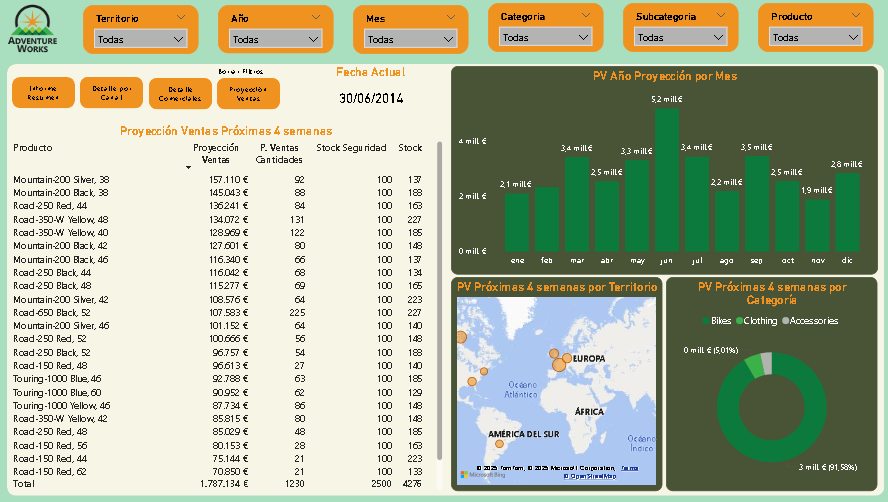 ADVENTURE
WORKS
Territorio
Todas
Año
Todas
Mes
Todas
Categoria
Todas
Subcategoria
Todas
Producto
Todas
Informe
Resumen
Detalle por
Canal
Detalle
Comerciales
Borrar Filtros
Proyección
Ventas
Fecha Actual
30/06/2014
Proyección Ventas Próximas 4 semanas
Producto Proyección Ventas P. Ventas Cantidades Stock Seguridad Stock
Mountain-200 Silver, 38 157.110 € 92 100 137
Mountain-200 Black, 38 145.043 € 88 100 188
Road-250 Red, 44 136.241 € 84 100 163
Road-350-W Yellow, 48 134.072 € 131 100 227
Road-350-W Yellow, 40 128.969 € 122 100 185
Mountain-200 Black, 42 127.601 € 80 100 148
Mountain-200 Black, 46 116.340 € 66 100 137
Road-250 Black, 44 116.042 € 68 100 134
Road-250 Black, 48 115.277 € 69 100 165
Mountain-200 Silver, 42 108.576 € 64 100 223
Road-650 Black, 52 107.583 € 225 100 227
Mountain-200 Silver, 46 101.152 € 64 100 140
Road-250 Red, 52 100.666 € 56 100 148
Road-250 Black, 52 96.757 € 54 100 188
Road-150 Red, 48 96.613 € 27 100 140
Touring-1000 Blue, 46 92.788 € 63 100 185
Touring-1000 Blue, 60 90.952 € 62 100 129
Touring-1000 Yellow, 46 87.734 € 86 100 148
Road-350-W Yellow, 42 85.815 € 80 100 148
Road-250 Red, 48 85.029 € 48 100 185
Road-150 Red, 56 80.153 € 28 100 163
Road-150 Red, 44 75.144 € 21 100 223
Road-150 Red, 62 70.850 € 21 100 133
Total 1.787.134 € 1230 2500 4276
PV Año Proyección por Mes
4 mill €
2 mill €
0 mill €
2,1 mill €
3,4 mill €
2,5 mill €
3,3 mill €
5,2 mill €
3,4 mill €
2,2 mill €
3,5 mill €
2,5 mill €
1,9 mill €
2,8 mill €
ene feb mar abr may jun jul ago sep oct nov dic
PV Próximas 4 semanas por Territorio
EUROPA
Océano
Atlántico
ÁFRICA
AMÉRICA DEL SUR
Océano
Índico
© 2025 TomTom, © 2025 Microsoft Corporation, Terms
© OpenStreetMap
Microsoft Bing
PV Próximas 4 semanas por
Categoría
Bikes Clothing Accessories
0 mill € (5,01%)
3 mill € (91,58%)